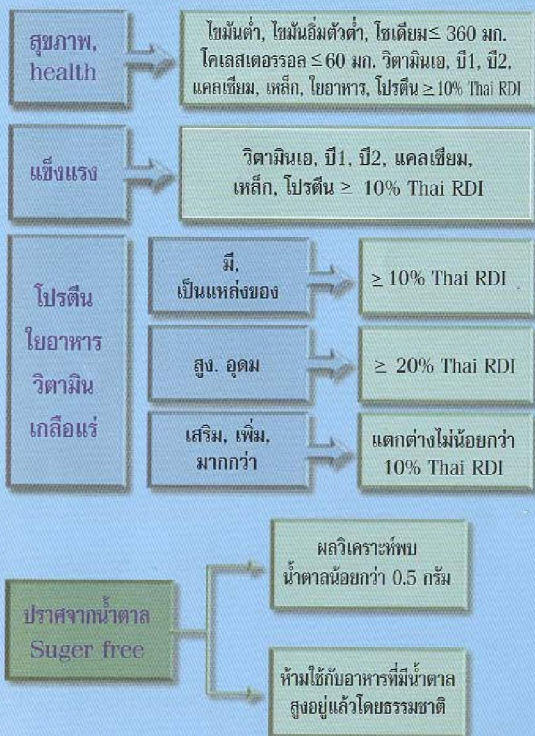 สุขภาพ,
health
ไขมันต่ำ, ไขมันอิ่มตัวต่ำ, โซเดียม ≤ 360 มก.
โคเลสเตอรรอล ≤ 60 มก. วิตามินเอ, บี1, บี2,
แคลเซียม, เหล็ก, ใยอาหาร, โปรตีน ≥ 10% Thai RDI
แข็งแรง
วิตามินเอ, บี1, บี2, แคลเซียม,
เหล็ก, โปรตีน ≥ 10% Thai RDI
โปรตีน
ใยอาหาร
วิตามิน
เกลือแร่
มี,
เป็นแหล่งของ
≥ 10% Thai RDI
สูง. อุดม
≥ 20% Thai RDI
เสริม, เพิ่ม,
มากกว่า
แตกต่างไม่น้อยกว่า
10% Thai RDI
ปราศจากน้ำตาล
Suger free
ผลวิเคราะห์พบ
น้ำตาลน้อยกว่า 0.5 กรัม
ห้ามใช้กับอาหารที่มีน้ำตาล
สูงอยู่แล้วโดยธรรมชาติ